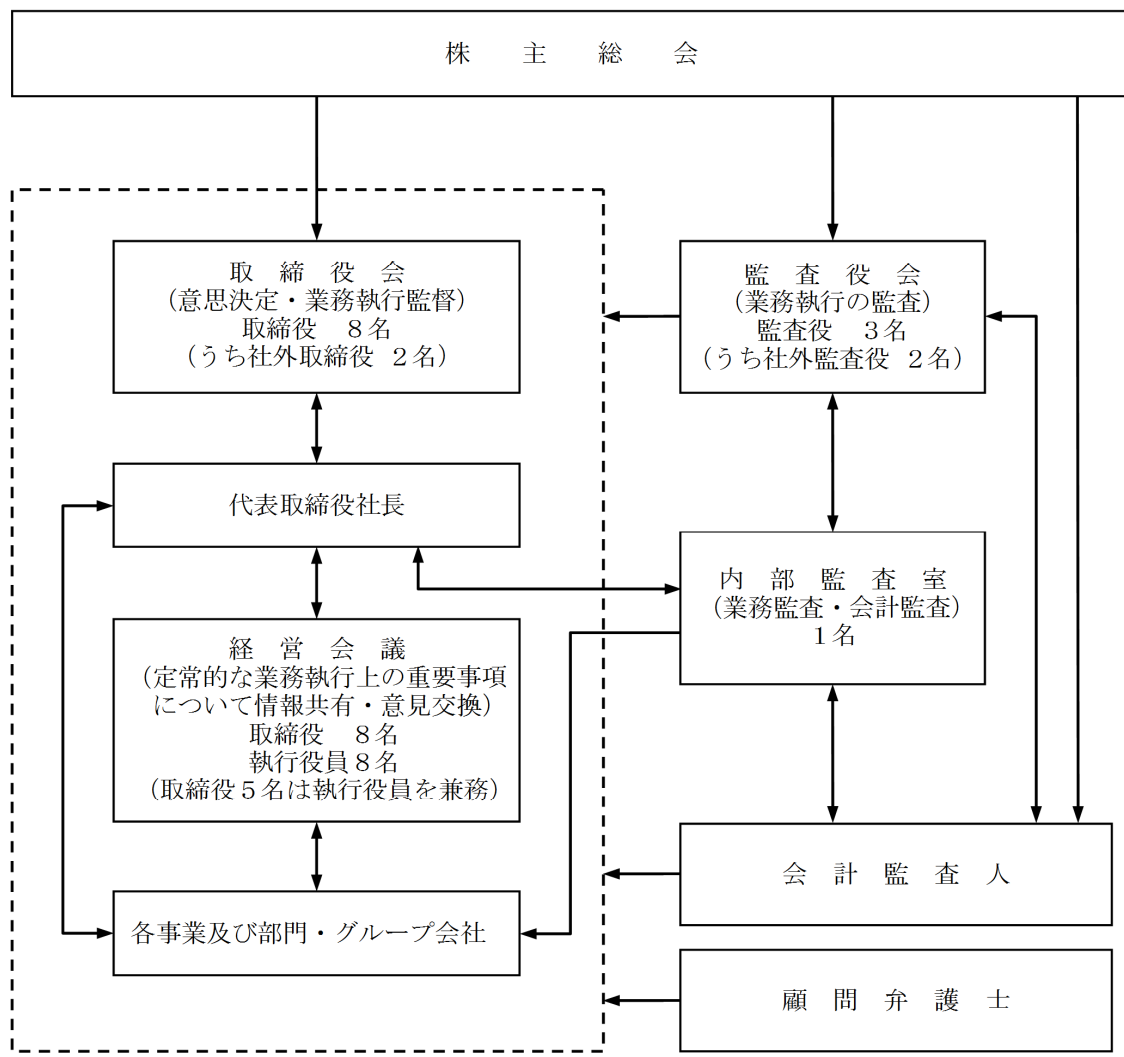 株主総会
取締役会
（意思決定・業務執行監督）
取締役　８名
（うち社外取締役　２名）
監査役会
（業務執行の監査）
監査役　３名
（うち社外監査役　２名）
代表取締役社長
内部監査室
（業務監査・会計監査）
１名
経営会議
（定常的な業務執行上の重要事項
について情報共有・意見交換）
取締役　８名
執行役員８名
（取締役５名は執行役員を兼務）
会計監査人
各事業及び部門・グループ会社
顧問弁護士